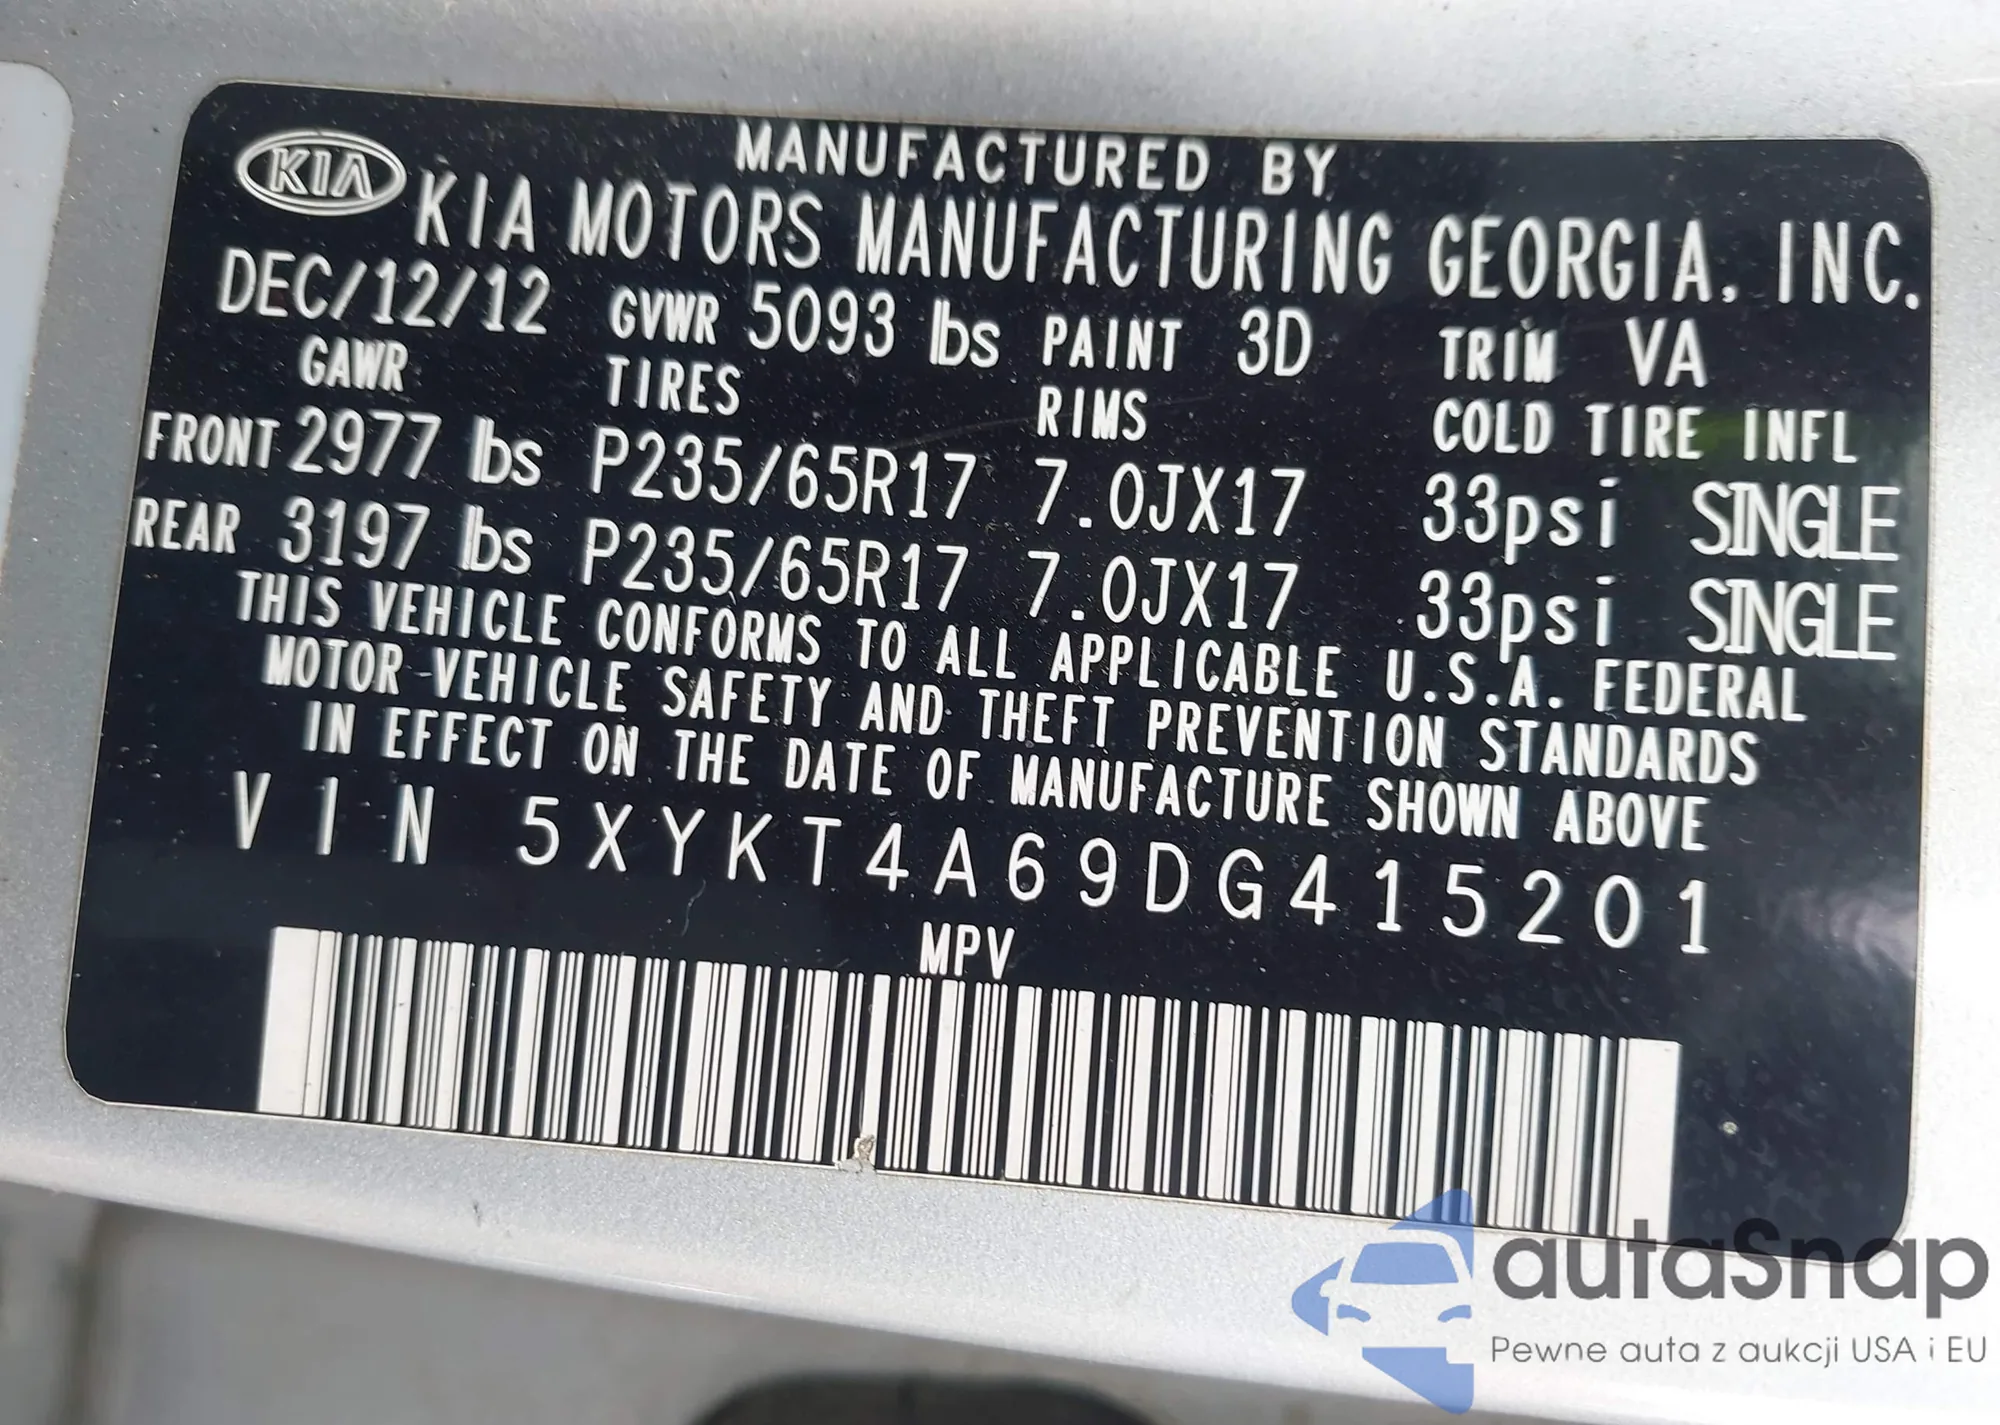 KIA
MANUFACTURED BY
KIA MOTORS MANUFACTURING GEORGIA, INC.
DEC/12/12 GVWR 5093 lbs PAINT 3D TRIM VA
GAWR TIRES RIMS COLD TIRE INFL
FRONT 2977 lbs P235/65R17 7.0JX17 33psi SINGLE
REAR 3197 lbs P235/65R17 7.0JX17 33psi SINGLE
THIS VEHICLE CONFORMS TO ALL APPLICABLE U.S.A. FEDERAL
MOTOR VEHICLE SAFETY AND THEFT PREVENTION STANDARDS
IN EFFECT ON THE DATE OF MANUFACTURE SHOWN ABOVE
VIN 5XYKT4A69DG415201
MPV
autaSnap
Pewne auta z aukcji USA i EU